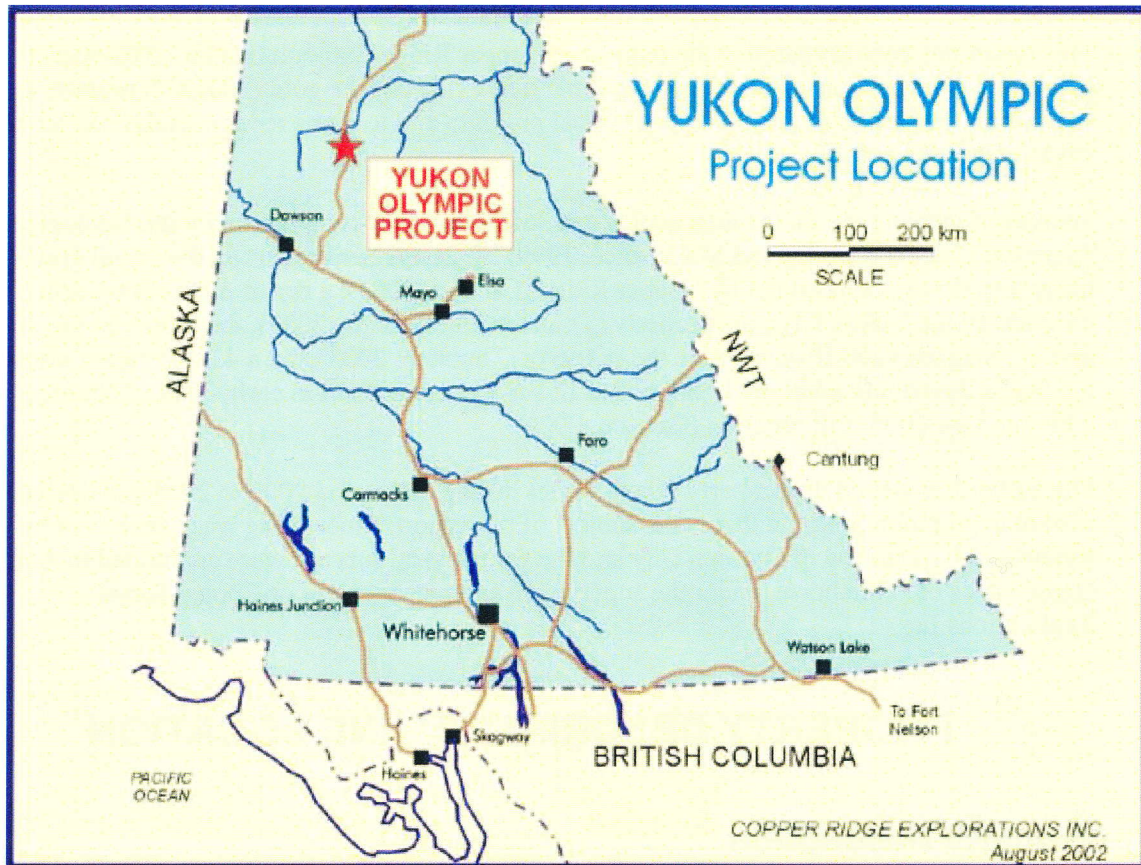 YUKON OLYMPIC
Project Location
0 100 200 km
SCALE
YUKON
OLYMPIC
PROJECT
Dawson
Elsa
Mayo
ALASKA
NWT
Faro
Cantung
Carmacks
Haines Junction
Whitehorse
Watson Lake
To Fort
Nelson
Skagway
BRITISH COLUMBIA
Haines
PACIFIC
OCEAN
COPPER RIDGE EXPLORATIONS INC.
August 2002